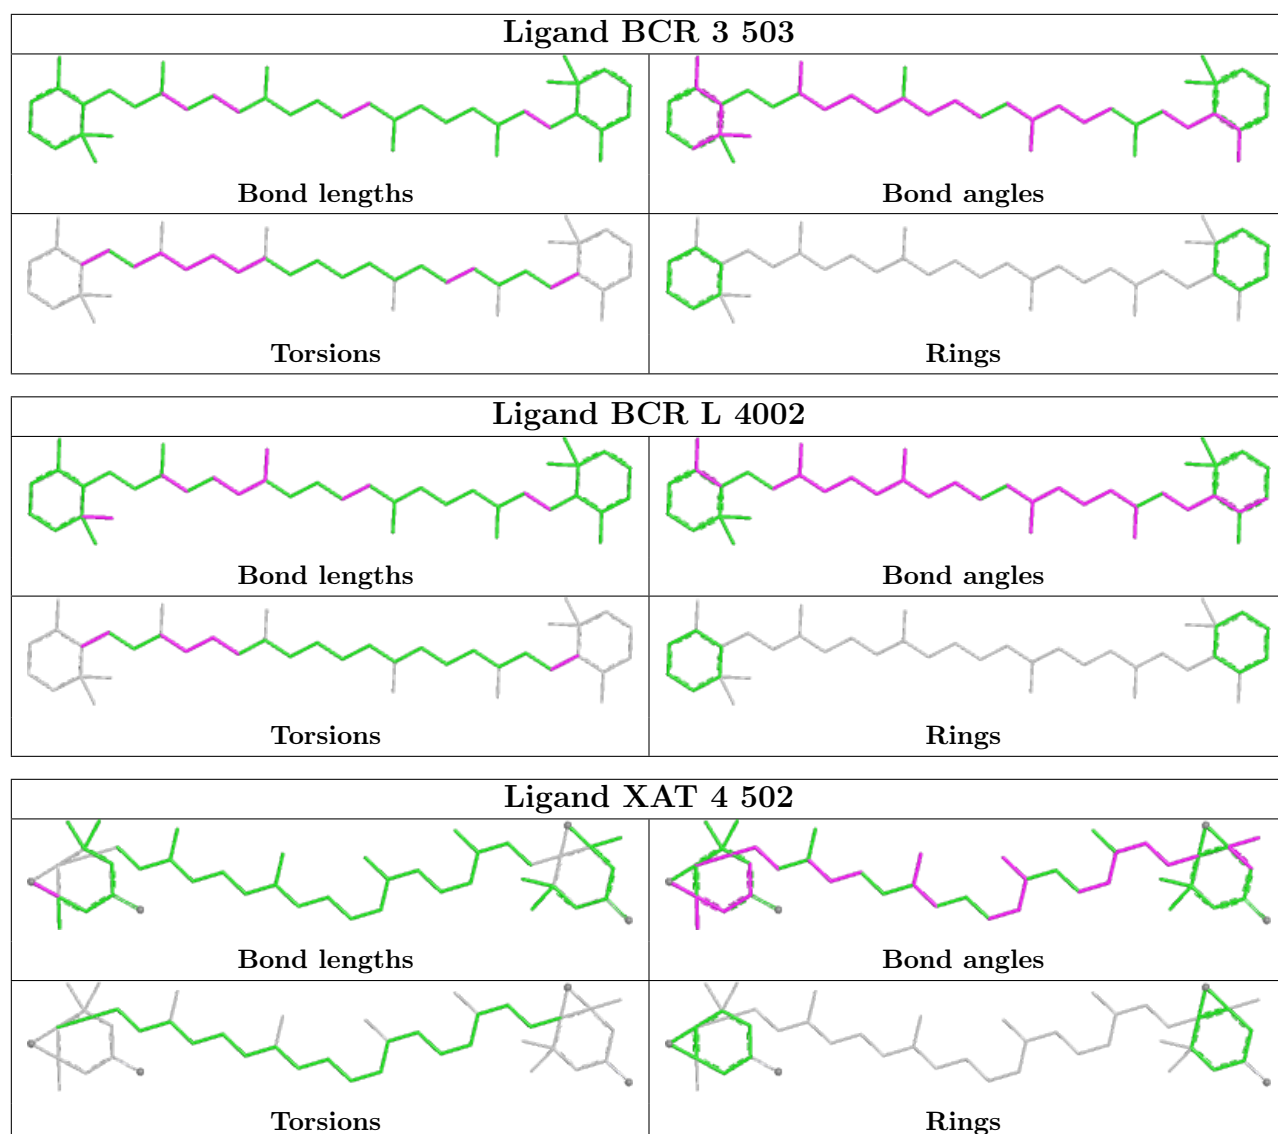 Ligand BCR 3 503
Bond lengths
Bond angles
Torsions
Rings
Ligand BCR L 4002
Bond lengths
Bond angles
Torsions
Rings
Ligand XAT 4 502
Bond lengths
Bond angles
Torsions
Rings